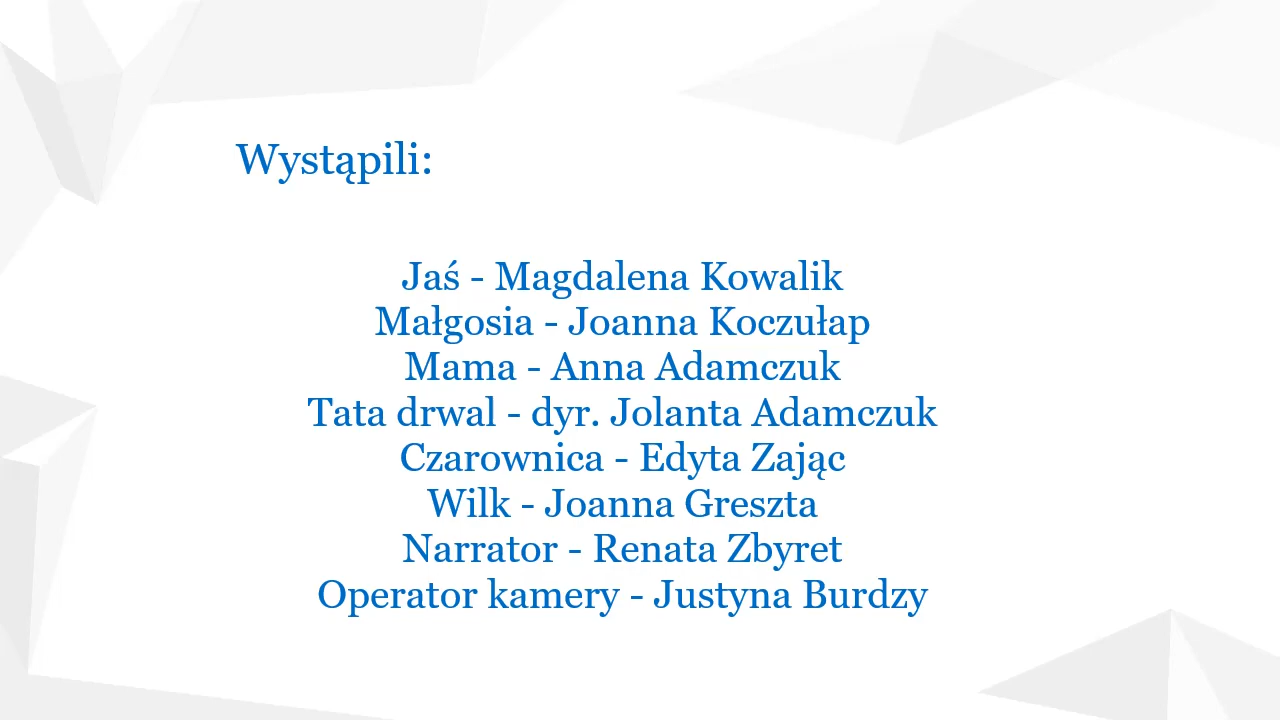 Wystąpili:
Jaś - Magdalena Kowalik
Małgosia - Joanna Koczułap
Mama - Anna Adamczuk
Tata drwal - dyr. Jolanta Adamczuk
Czarownica - Edyta Zając
Wilk - Joanna Greszta
Narrator - Renata Zbyret
Operator kamery - Justyna Burdzy